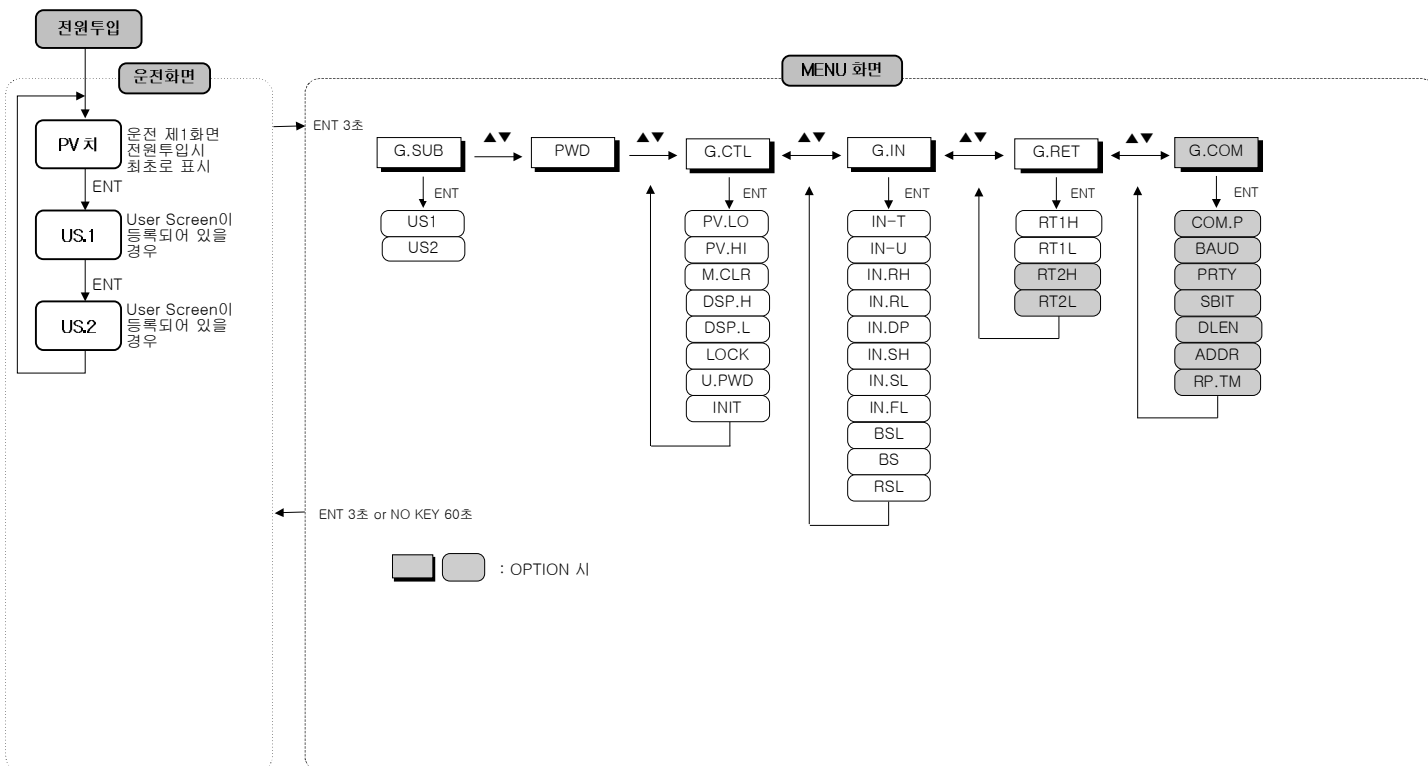 전원투입
운전화면
PV 치
운전 제1화면
전원투입시
최초로 표시
ENT
US.1
User Screen이
등록되어 있을
경우
ENT
US.2
User Screen이
등록되어 있을
경우
MENU 화면
ENT 3초
G.SUB
▲▼
PWD
▲▼
G.CTL
▲▼
G.IN
▲▼
G.RET
▲▼
G.COM
ENT
US1
US2
ENT
PV.LO
PV.HI
M.CLR
DSP.H
DSP.L
LOCK
U.PWD
INIT
ENT
IN-T
IN-U
IN.RH
IN.RL
IN.DP
IN.SH
IN.SL
IN.FL
BSL
BS
RSL
ENT
RT1H
RT1L
RT2H
RT2L
ENT
COM.P
BAUD
PRTY
SBIT
DLEN
ADDR
RP.TM
ENT 3초 or NO KEY 60초
: OPTION 시